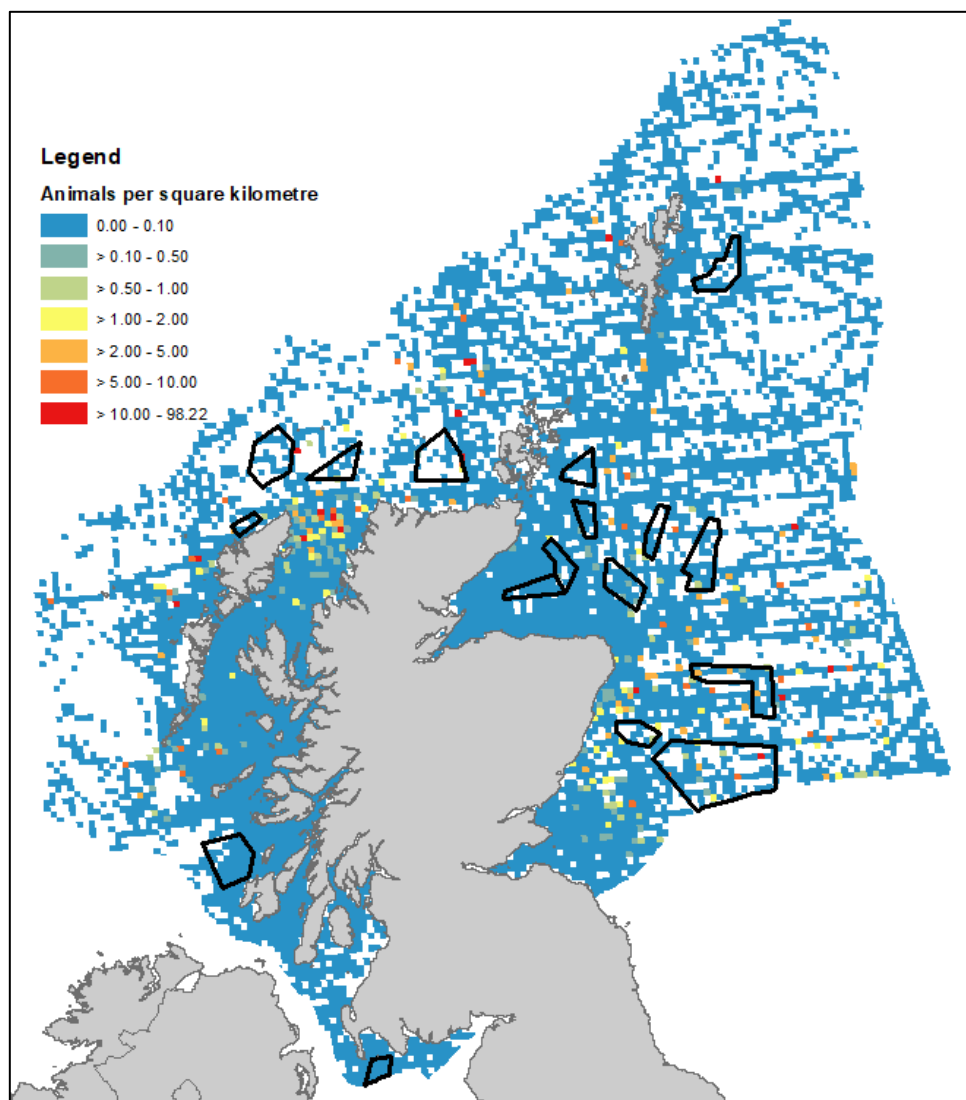 Legend
Animals per square kilometre
0.00 - 0.10
> 0.10 - 0.50
> 0.50 - 1.00
> 1.00 - 2.00
> 2.00 - 5.00
> 5.00 - 10.00
> 10.00 - 98.22